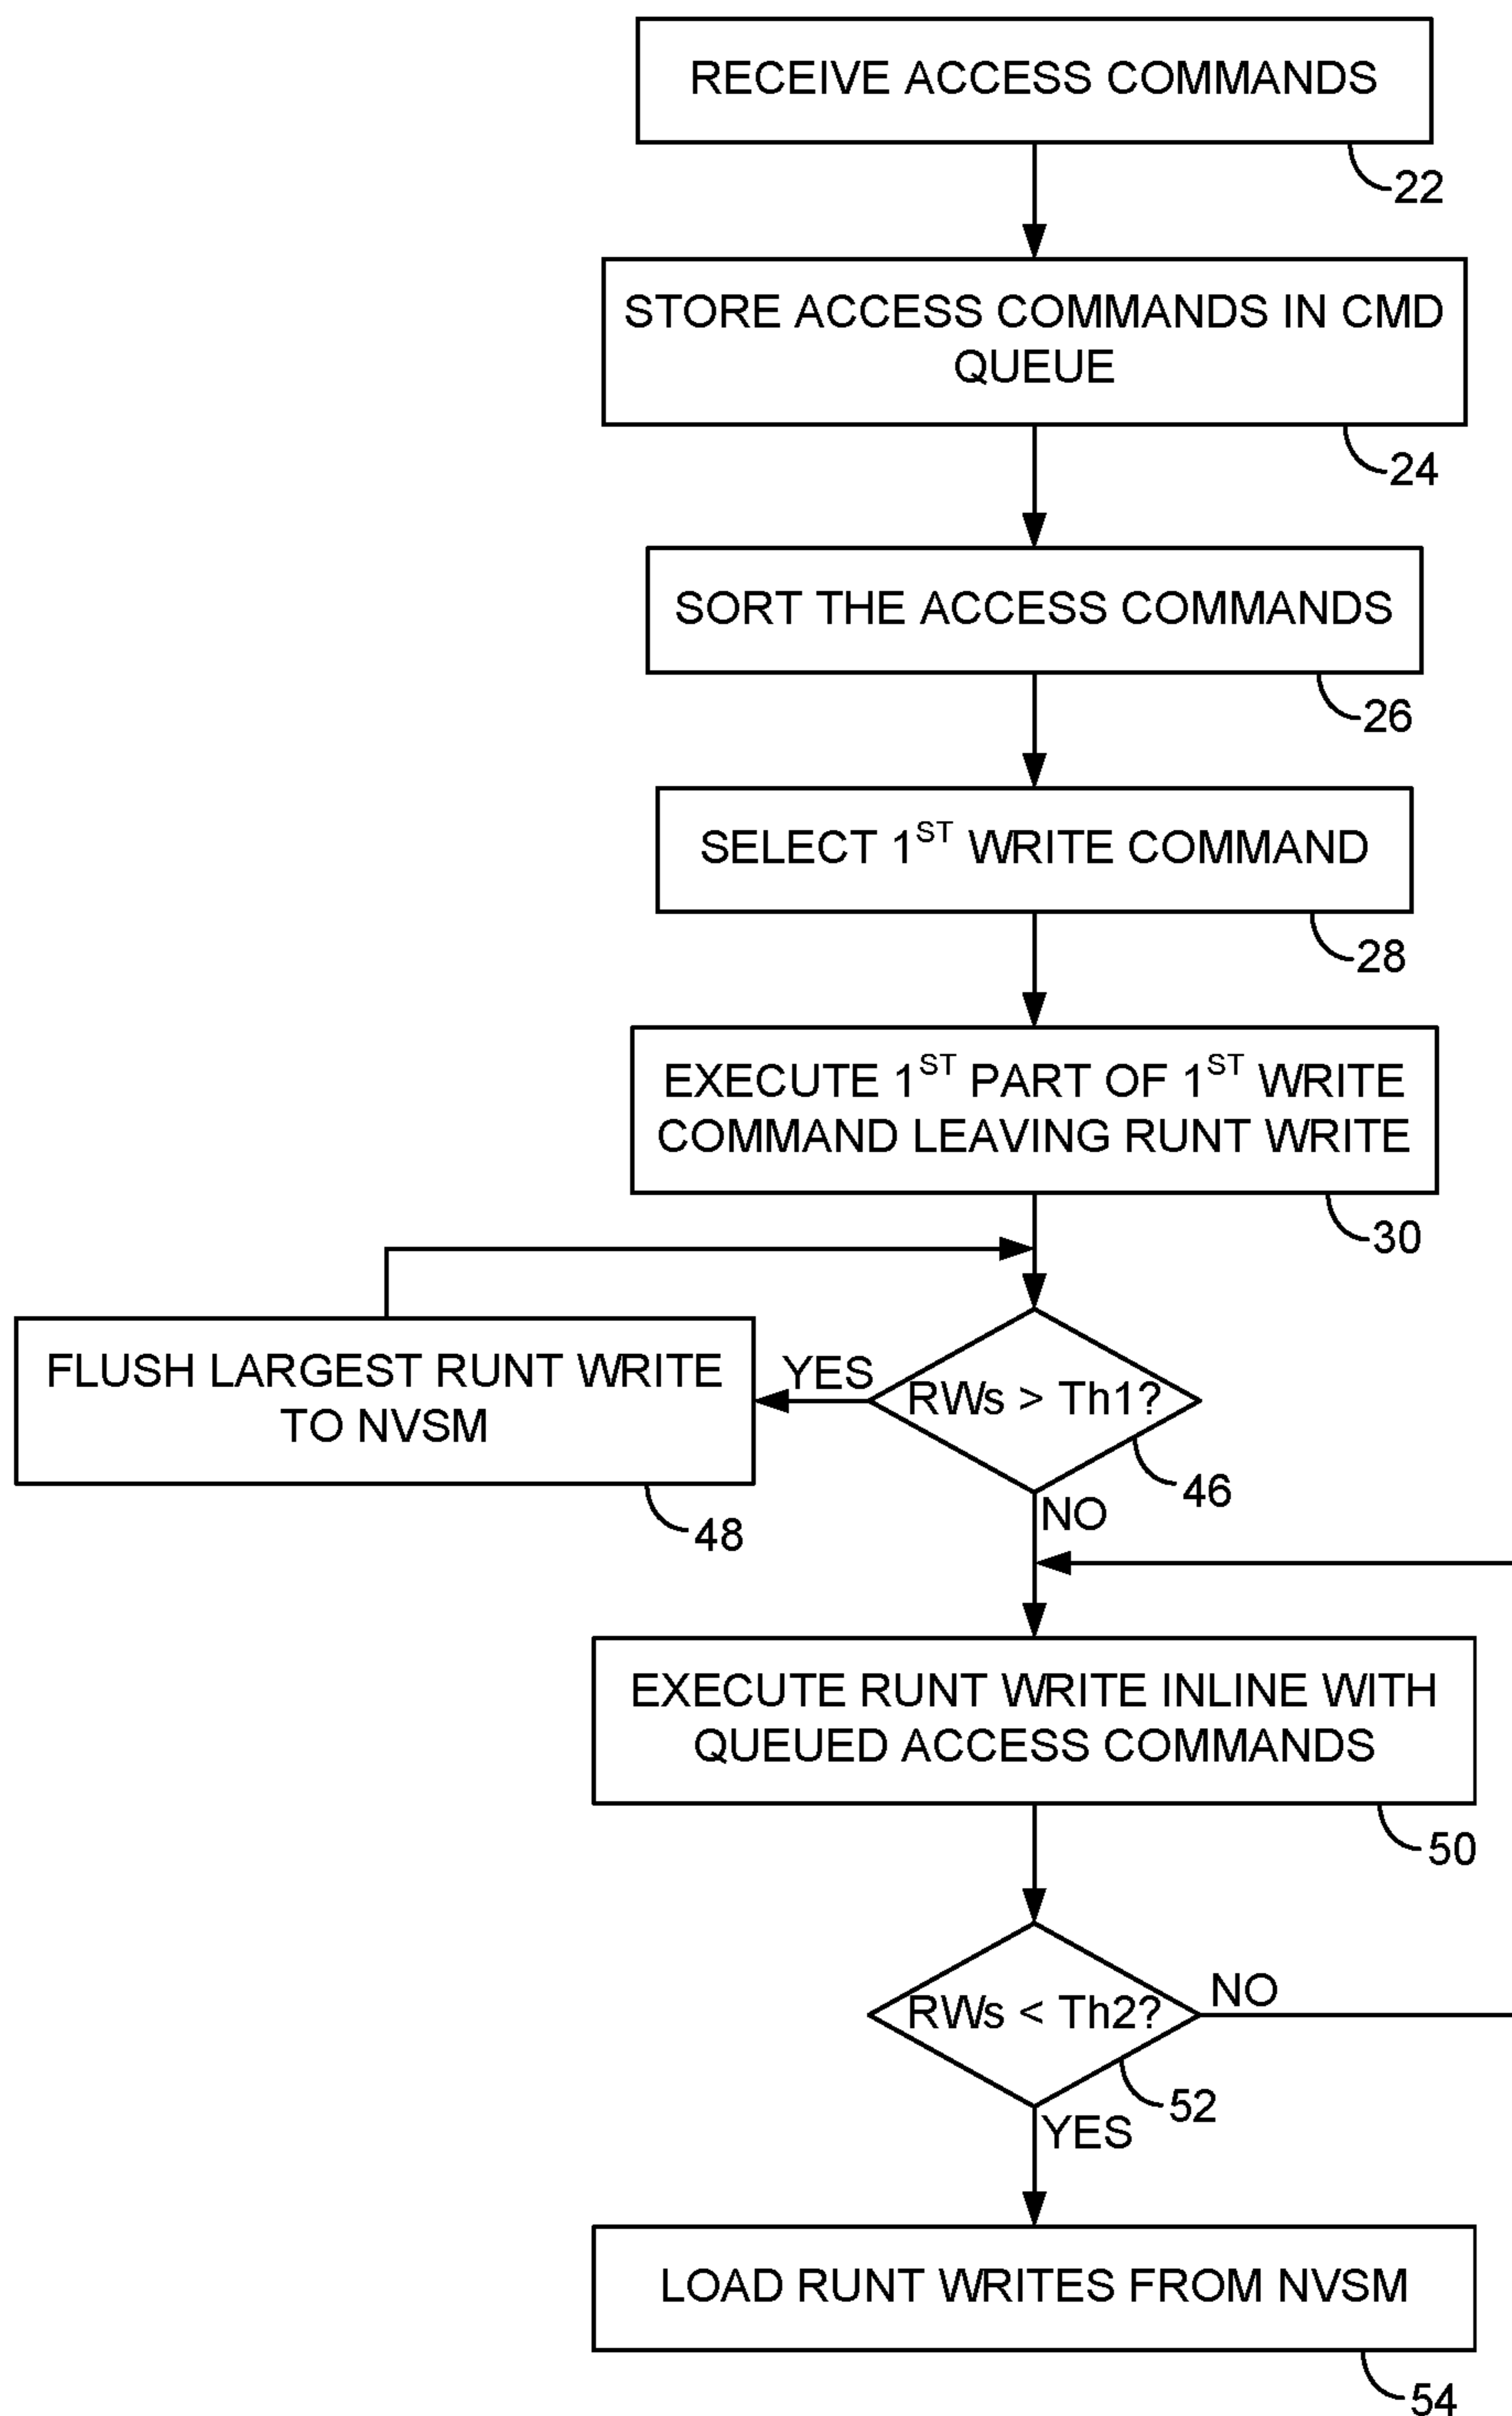 RECEIVE ACCESS COMMANDS
22
STORE ACCESS COMMANDS IN CMD
QUEUE
24
SORT THE ACCESS COMMANDS
26
SELECT 1ST WRITE COMMAND
28
EXECUTE 1ST PART OF 1ST WRITE
COMMAND LEAVING RUNT WRITE
30
FLUSH LARGEST RUNT WRITE
TO NVSM
48
YES
RWs > Th1?
46
NO
EXECUTE RUNT WRITE INLINE WITH
QUEUED ACCESS COMMANDS
50
RWs < Th2?
NO
52
YES
LOAD RUNT WRITES FROM NVSM
54